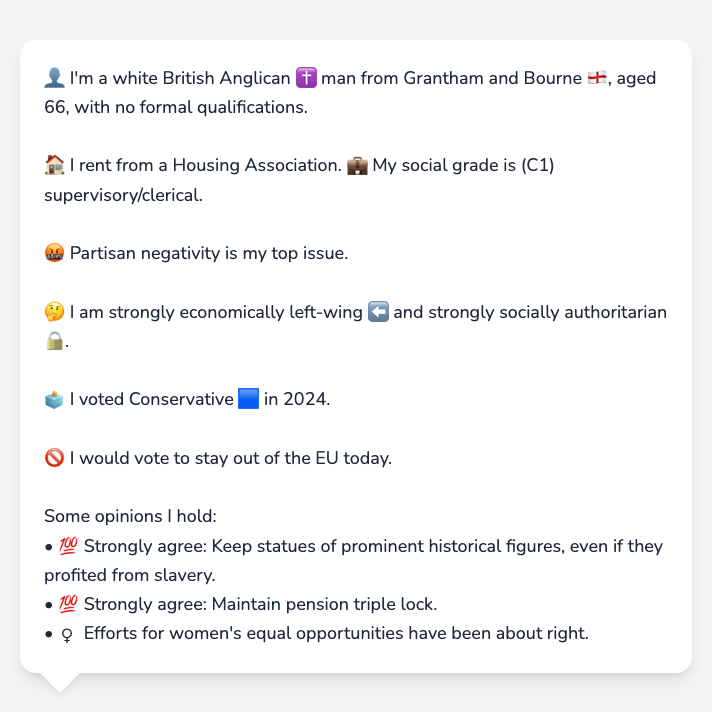 👤 I'm a white British Anglican ✝️ man from Grantham and Bourne 🏴󠁧󠁢󠁥󠁮󠁧󠁿, aged
66, with no formal qualifications.
🏠 I rent from a Housing Association. 💼 My social grade is (C1)
supervisory/clerical.
🤬 Partisan negativity is my top issue.
🤔 I am strongly economically left-wing ⬅️ and strongly socially authoritarian
🔒.
🗳️ I voted Conservative 🟦 in 2024.
🚫 I would vote to stay out of the EU today.
Some opinions I hold:
• 💯 Strongly agree: Keep statues of prominent historical figures, even if they
profited from slavery.
• 💯 Strongly agree: Maintain pension triple lock.
• ♀ Efforts for women's equal opportunities have been about right.